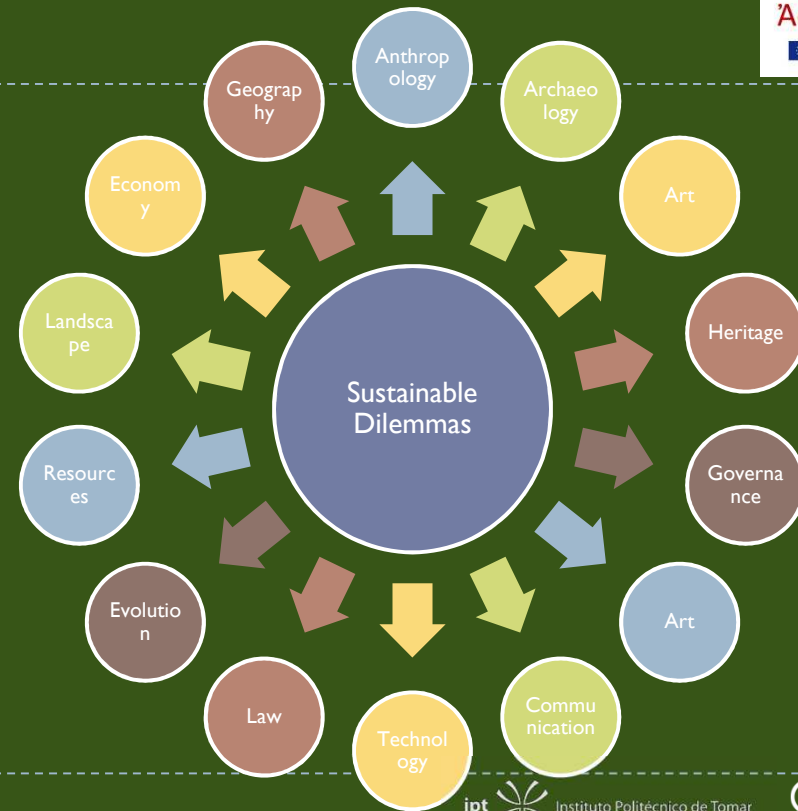 'A
Anthrop
ology
Archaeo
logy
Art
Heritage
Governa
nce
Art
Commu
nication
Technol
ogy
Law
Evolutio
n
Resourc
es
Landsca
pe
Econom
y
Geograp
hy
Sustainable
Dilemmas
ipt
Instituto Politécnico de Tomar